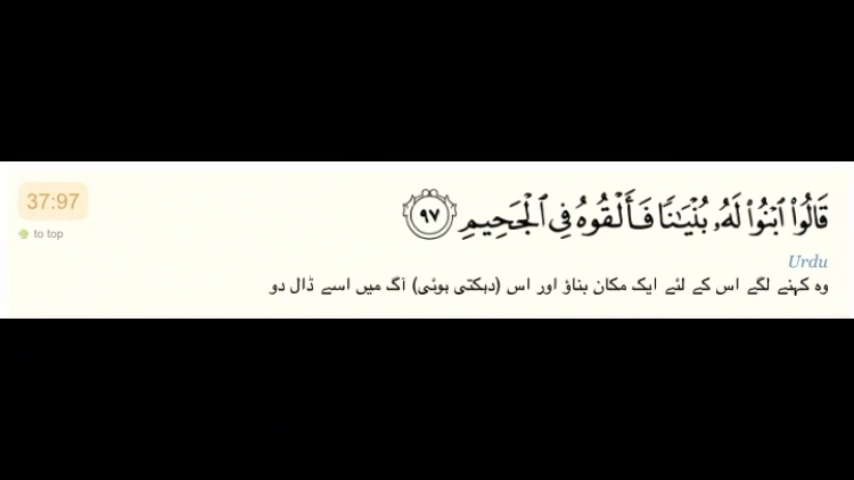 37:97
to top
قَالُوا۟ ٱبْنُوا۟ لَهُۥ بُنْيَـٰنًا فَأَلْقُوهُ فِى ٱلْجَحِيمِ ٩٧
Urdu
وہ کہنے لگے اس کے لئے ایک مکان بناؤ اور اس (دہکتی ہوئی) آگ میں اسے ڈال دو